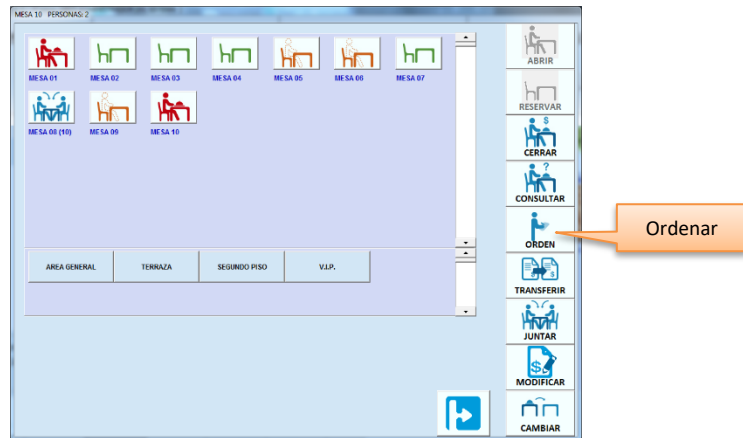 MESA 10 PERSONAS: 2
MESA 01 MESA 02 MESA 03 MESA 04 MESA 05 MESA 06 MESA 07
MESA 08 (10) MESA 09 MESA 10
AREA GENERAL TERRAZA SEGUNDO PISO V.I.P.
ABRIR
RESERVAR
$
CERRAR
?
CONSULTAR
ORDEN
Ordenar
$ $
TRANSFERIR
JUNTAR
$
MODIFICAR
CAMBIAR